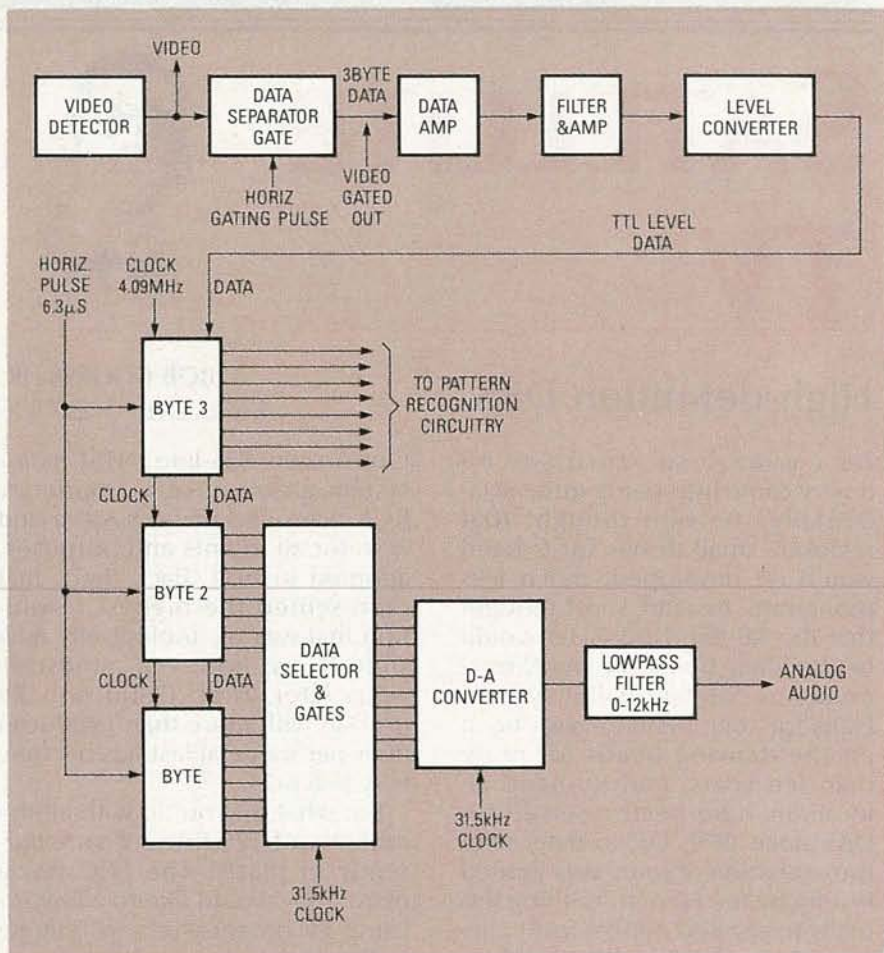 VIDEO
VIDEO
DETECTOR
DATA
SEPARATOR
GATE
3BYTE
DATA
DATA
AMP
FILTER
&AMP
LEVEL
CONVERTER
HORIZ
GATING PULSE
VIDEO
GATED
OUT
TTL LEVEL
DATA
HORIZ
PULSE
6.3µS
CLOCK
4.09MHz
DATA
BYTE 3
TO PATTERN
RECOGNITION
CIRCUITRY
CLOCK
DATA
BYTE 2
DATA
SELECTOR
&
GATES
D-A
CONVERTER
LOWPASS
FILTER
0-12kHz
ANALOG
AUDIO
CLOCK
DATA
BYTE
31.5kHz
CLOCK
31.5kHz
CLOCK